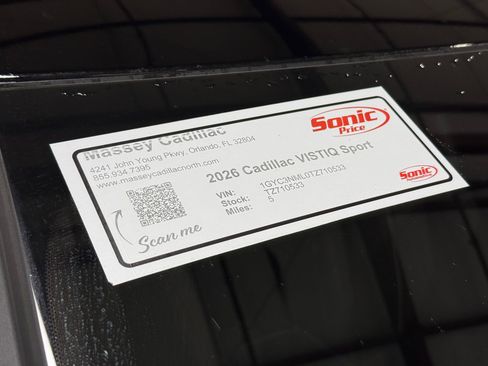 Massey Cadillac
4241 John Young Pkwy, Orlando, FL 32804
855.934.7395
www.masseycadillacnorth.com
Scan me
Sonic
Price
2026 Cadillac VISTIQ Sport
VIN: 1GYC3NML0TZ710533
Stock: TZ710533
Miles: 5
Sonic